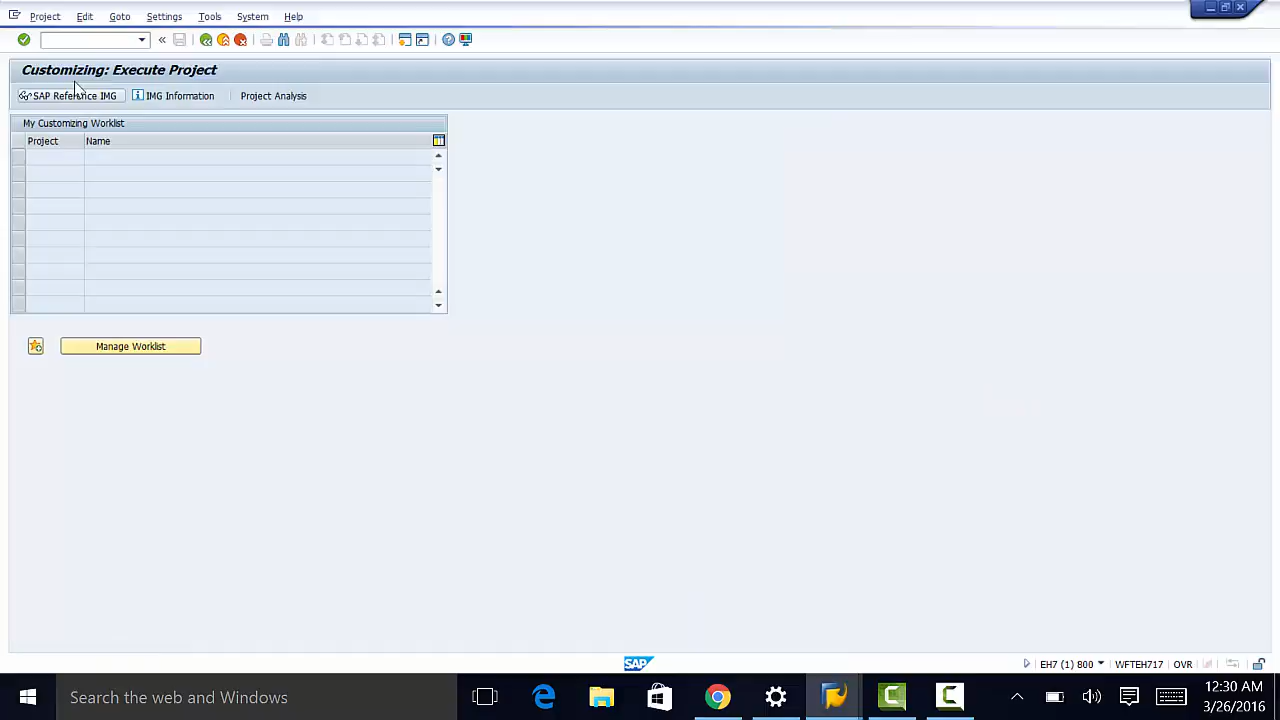 Project Edit Goto Settings Tools System Help
Customizing: Execute Project
SAP Reference IMG IMG Information Project Analysis
My Customizing Worklist
Project Name
Manage Worklist
SAP EH7 (1) 800 WFTEH717 OVR
Search the web and Windows
12:30 AM
3/26/2016